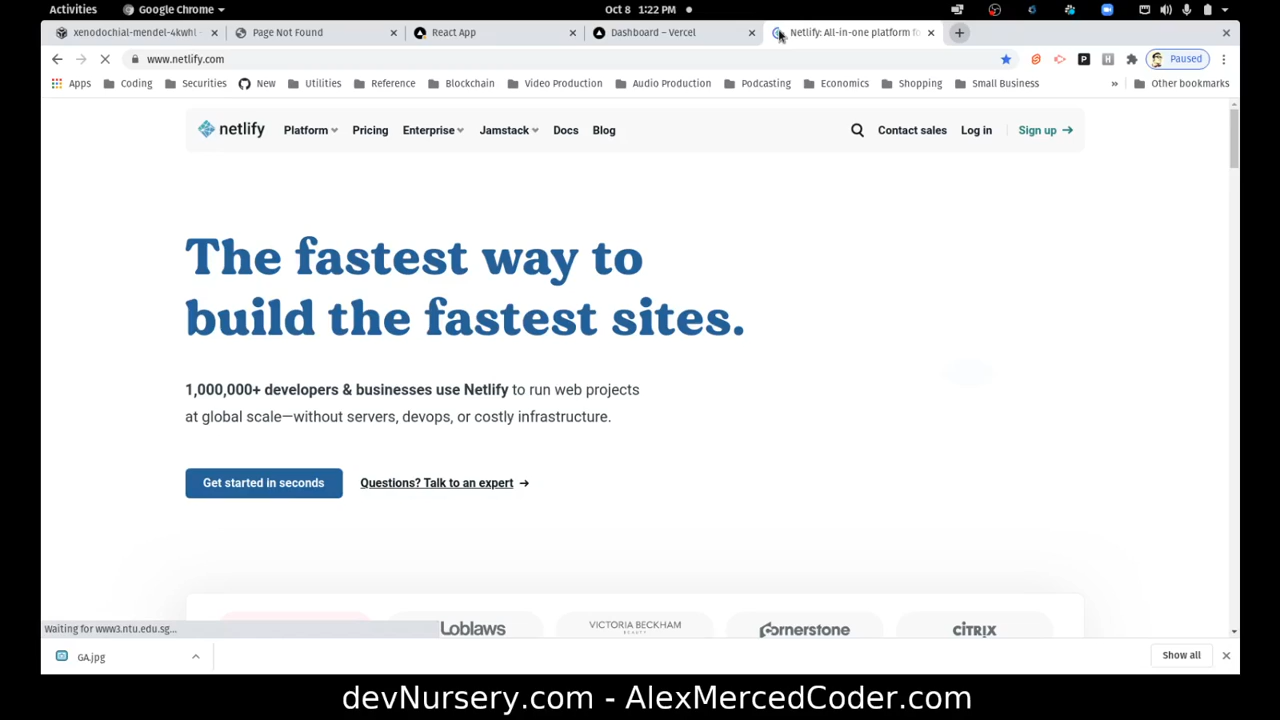 Activities Google Chrome Oct 8 1:22 PM
xenodochial-mendel-4kwhl - Page Not Found React App Dashboard – Vercel Netlify: All-in-one platform fo
www.netlify.com Paused
Apps Coding Securities New Utilities Reference Blockchain Video Production Audio Production Podcasting Economics Shopping Small Business » Other bookmarks
netlify Platform Pricing Enterprise Jamstack Docs Blog Contact sales Log in Sign up →
The fastest way to
build the fastest sites.
1,000,000+ developers & businesses use Netlify to run web projects
at global scale—without servers, devops, or costly infrastructure.
Get started in seconds Questions? Talk to an expert →
Loblaws VICTORIA BECKHAM Cornerstone CITRIX
BEAUTY
Waiting for www3.ntu.edu.sg...
GA.jpg Show all
devNursery.com - AlexMercedCoder.com